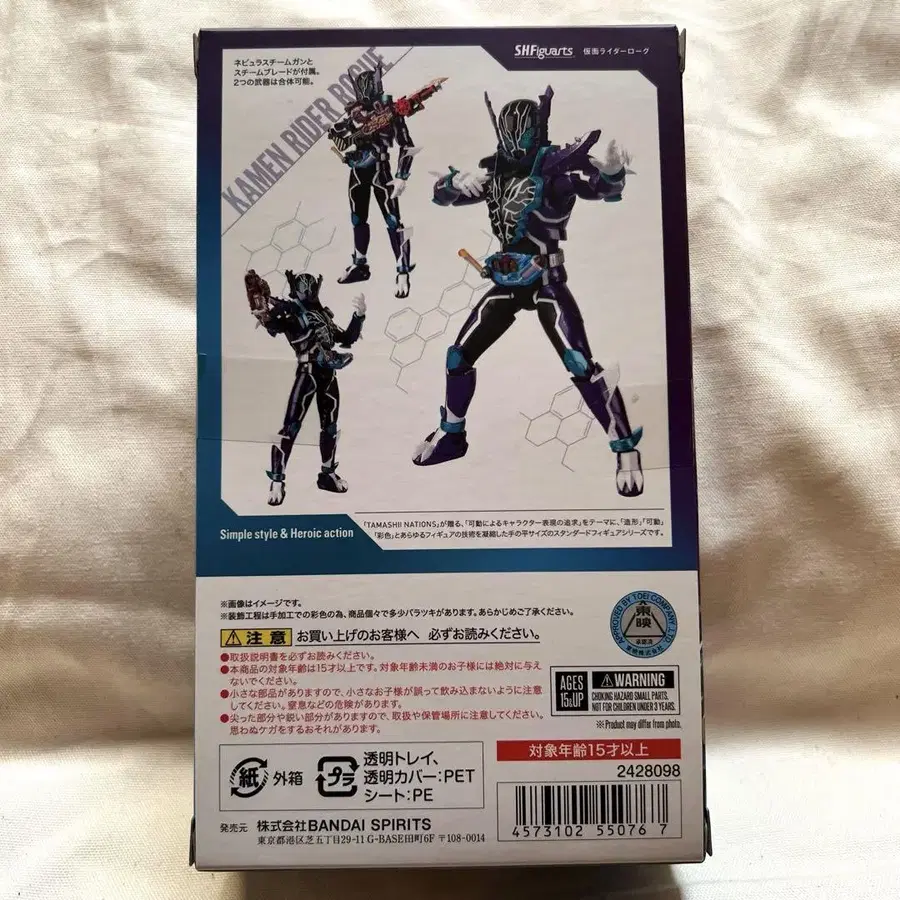 S.H.Figuarts 仮面ライダーローグ
ネビュラスチームガンと
スチームブレードが付属。
2つの武器は合体可能。
KAMEN RIDER ROGUE
Simple style & Heroic action
「TAMASHII NATIONS」が贈る、「可動によるキャラクター表現の追求」をテーマに、「造形」「可動」
「彩色」とあらゆるフィギュアの技術を凝縮した手の平サイズのスタンダードフィギュアシリーズです。
※画像はイメージです。
※装飾工程は手加工での彩色の為、商品個々で多少バラツキがあります。あらかじめご了承ください。
注意 お買い上げのお客様へ 必ずお読みください。
●取扱説明書を必ずお読みください。
●本商品の対象年齢は15才以上です。対象年齢未満のお子様には絶対に与え
ないでください。
●小さな部品がありますので、小さなお子様が誤って飲み込まないように注意
してください。窒息などの危険があります。
●尖った部分や鋭い部分がありますので、取扱や保管場所に注意してください。
思わぬケガをするおそれがあります。
APPROVED BY TOEI COMPANY, LTD.
東映
承認済
東映株式会社
AGES
15&UP
WARNING
CHOKING HAZARD SMALL PARTS.
NOT FOR CHILDREN UNDER 3 YEARS.
※Product may differ from photo.
対象年齢15才以上
2428098
4573102 55076 7
紙 外箱
プラ 透明トレイ、
透明カバー:PET
シート:PE
発売元 株式会社BANDAI SPIRITS
東京都港区芝五丁目29-11 G-BASE田町6F 〒108-0014